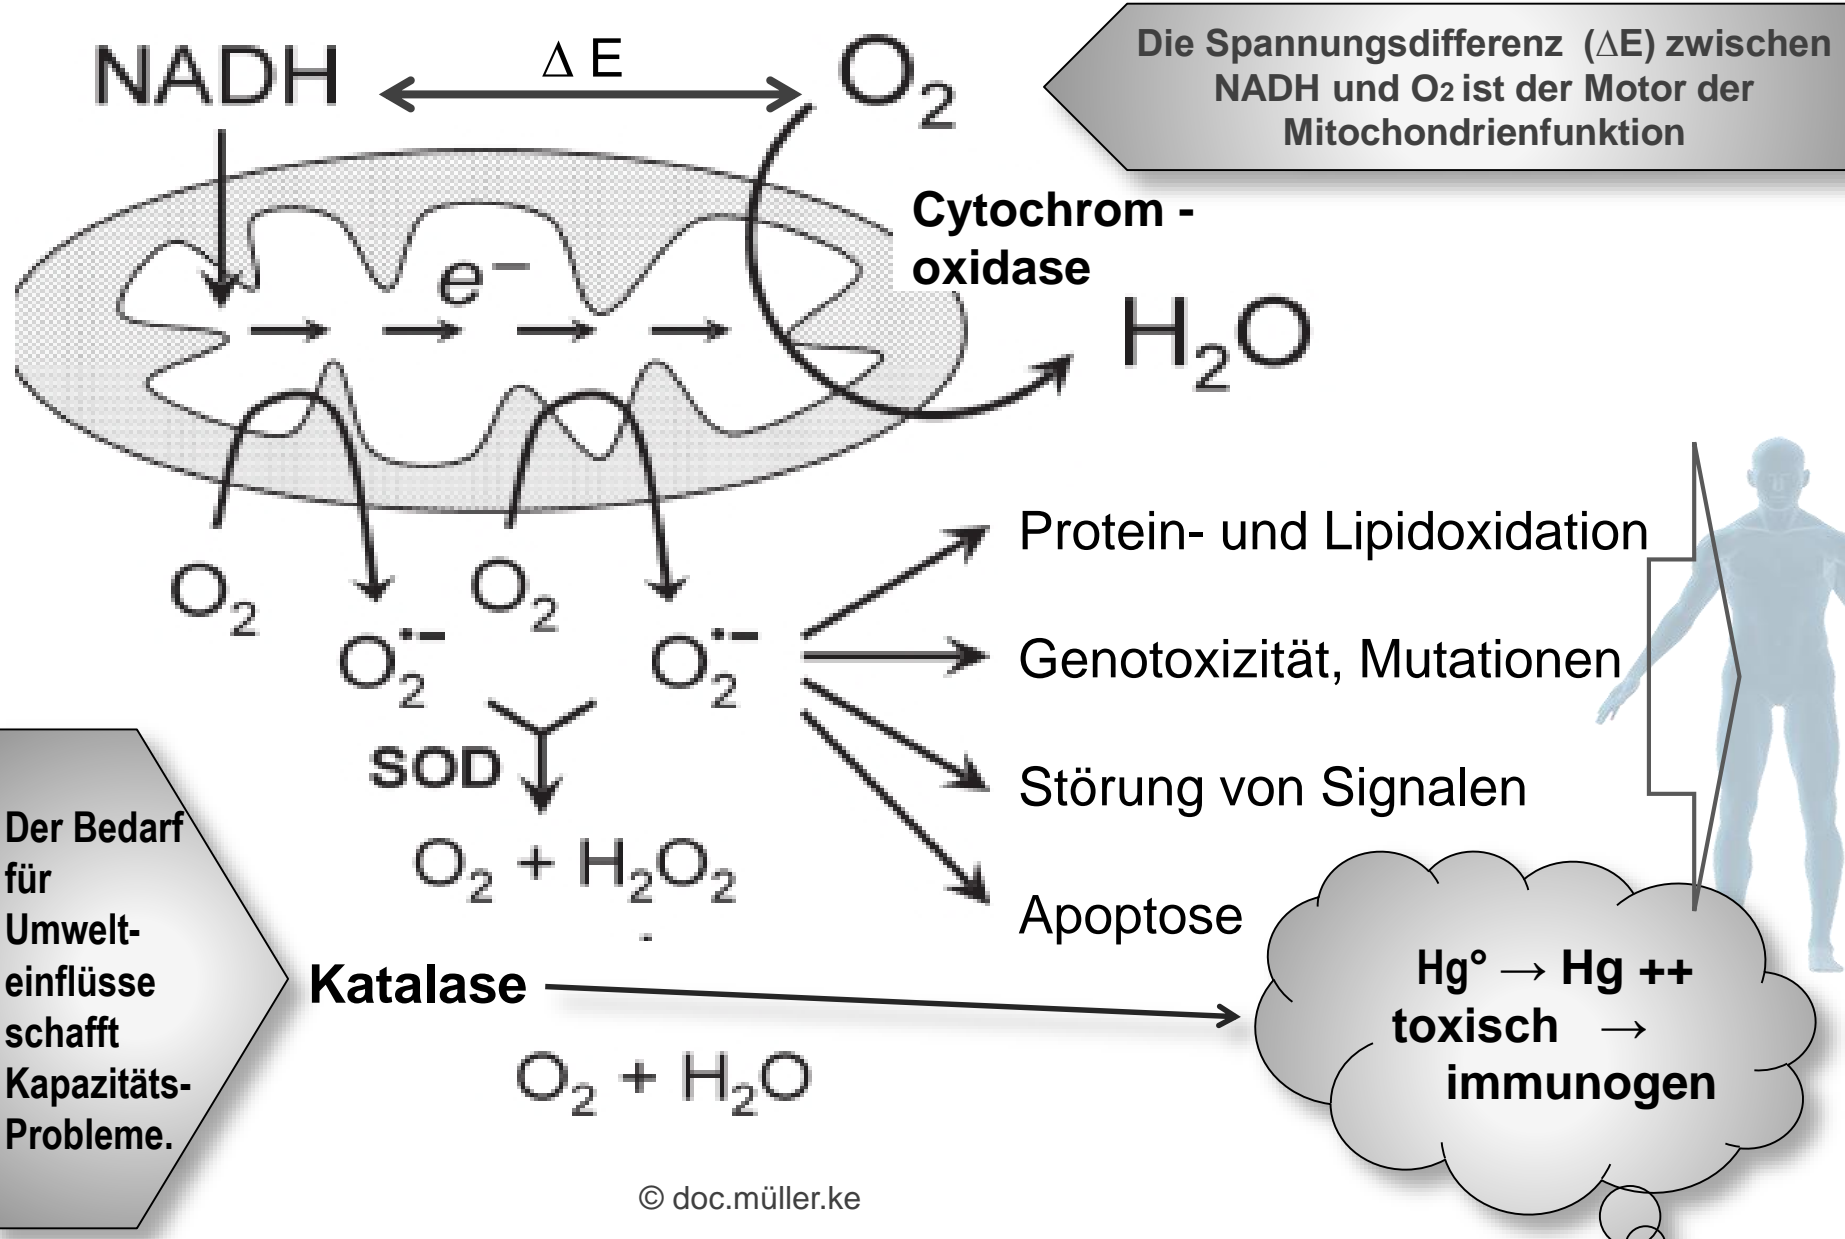 NADH
Δ E
O₂
Die Spannungsdifferenz (ΔE) zwischen
NADH und O₂ ist der Motor der
Mitochondrienfunktion
Cytochrom -
oxidase
e⁻
H₂O
O₂
O₂
O₂•⁻
O₂•⁻
Protein- und Lipidoxidation
Genotoxizität, Mutationen
Störung von Signalen
Apoptose
SOD
O₂ + H₂O₂
-
Der Bedarf
für
Umwelt-
einflüsse
schafft
Kapazitäts-
Probleme.
Katalase
O₂ + H₂O
Hg° → Hg ++
toxisch →
immunogen
© doc.müller.ke